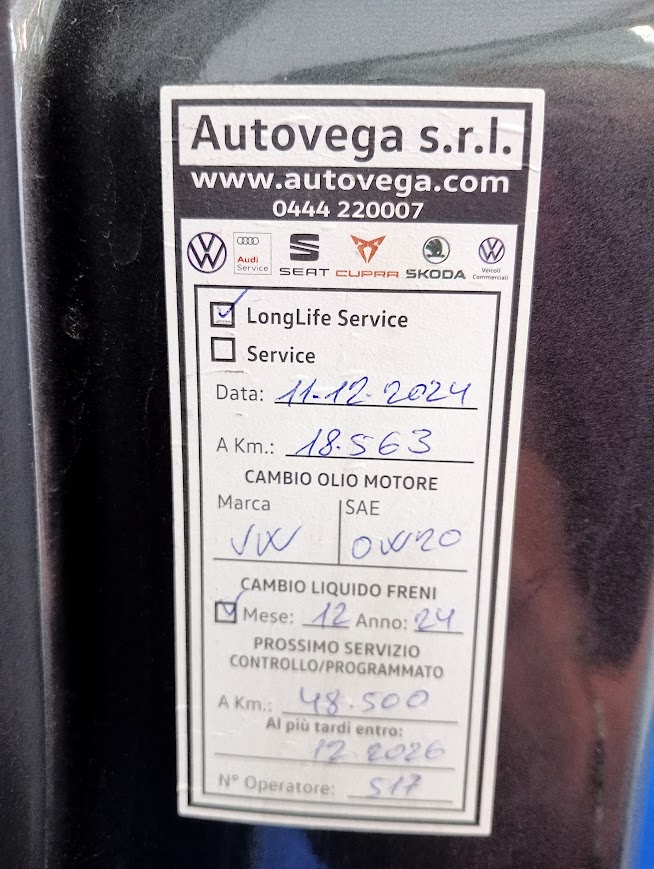 Autovega s.r.l.
www.autovega.com
0444 220007
Audi Service SEAT CUPRA SKODA Veicoli Commerciali
LongLife Service
Service
Data: 11-12-2024
A Km.: 18.563
CAMBIO OLIO MOTORE
Marca SAE
VW 0W20
CAMBIO LIQUIDO FRENI
Mese: 12 Anno: 24
PROSSIMO SERVIZIO
CONTROLLO/PROGRAMMATO
A Km.: 48.500
Al più tardi entro:
12.2026
N° Operatore: 517